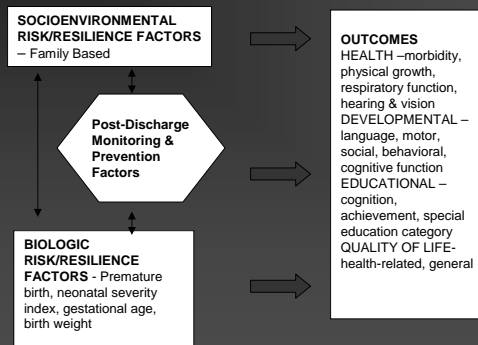 SOCIOENVIRONMENTAL
RISK/RESILIENCE FACTORS
– Family Based
Post-Discharge
Monitoring &
Prevention
Factors
BIOLOGIC
RISK/RESILIENCE
FACTORS - Premature
birth, neonatal severity
index, gestational age,
birth weight
OUTCOMES
HEALTH –morbidity,
physical growth,
respiratory function,
hearing & vision
DEVELOPMENTAL –
language, motor,
social, behavioral,
cognitive function
EDUCATIONAL –
cognition,
achievement, special
education category
QUALITY OF LIFE-
health-related, general